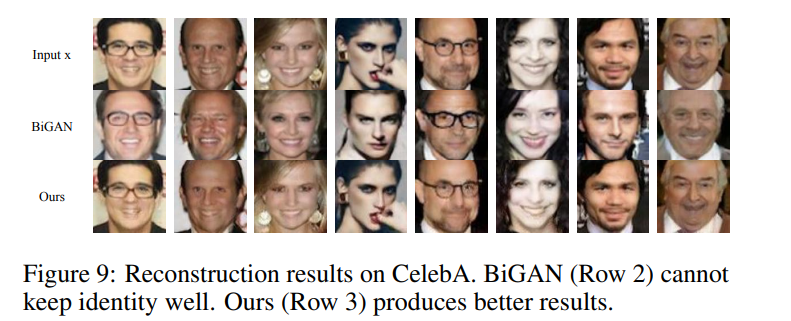 Input x
BiGAN
Ours
Figure 9: Reconstruction results on CelebA. BiGAN (Row 2) cannot
keep identity well. Ours (Row 3) produces better results.